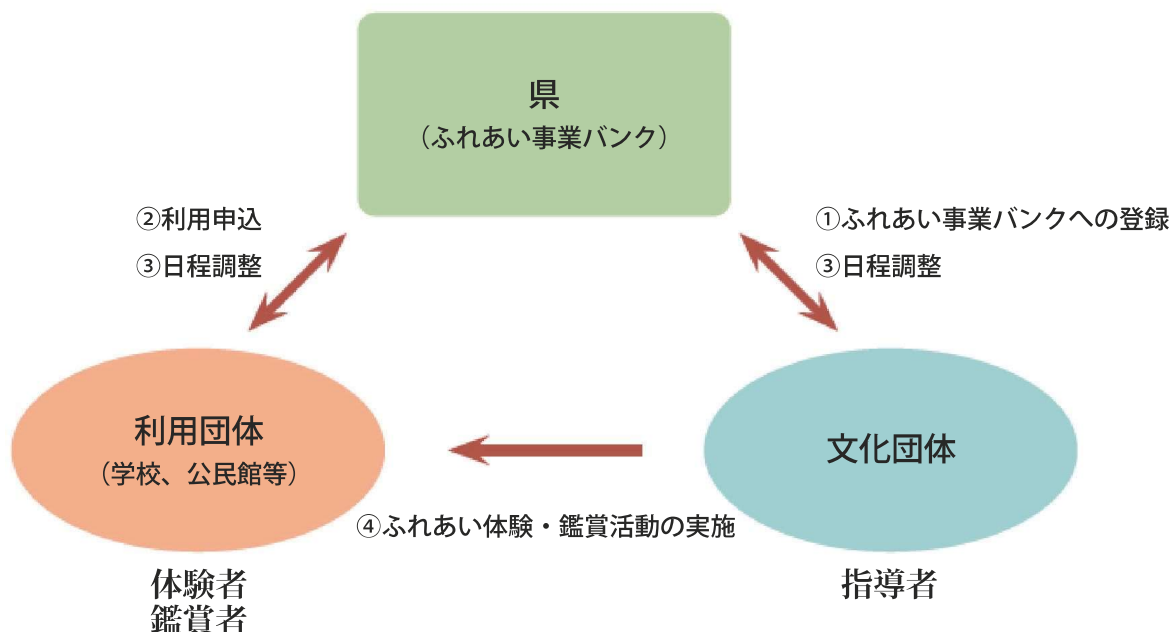 県
（ふれあい事業バンク）
②利用申込
③日程調整
①ふれあい事業バンクへの登録
③日程調整
利用団体
（学校、公民館等）
文化団体
④ふれあい体験・鑑賞活動の実施
体験者
鑑賞者
指導者